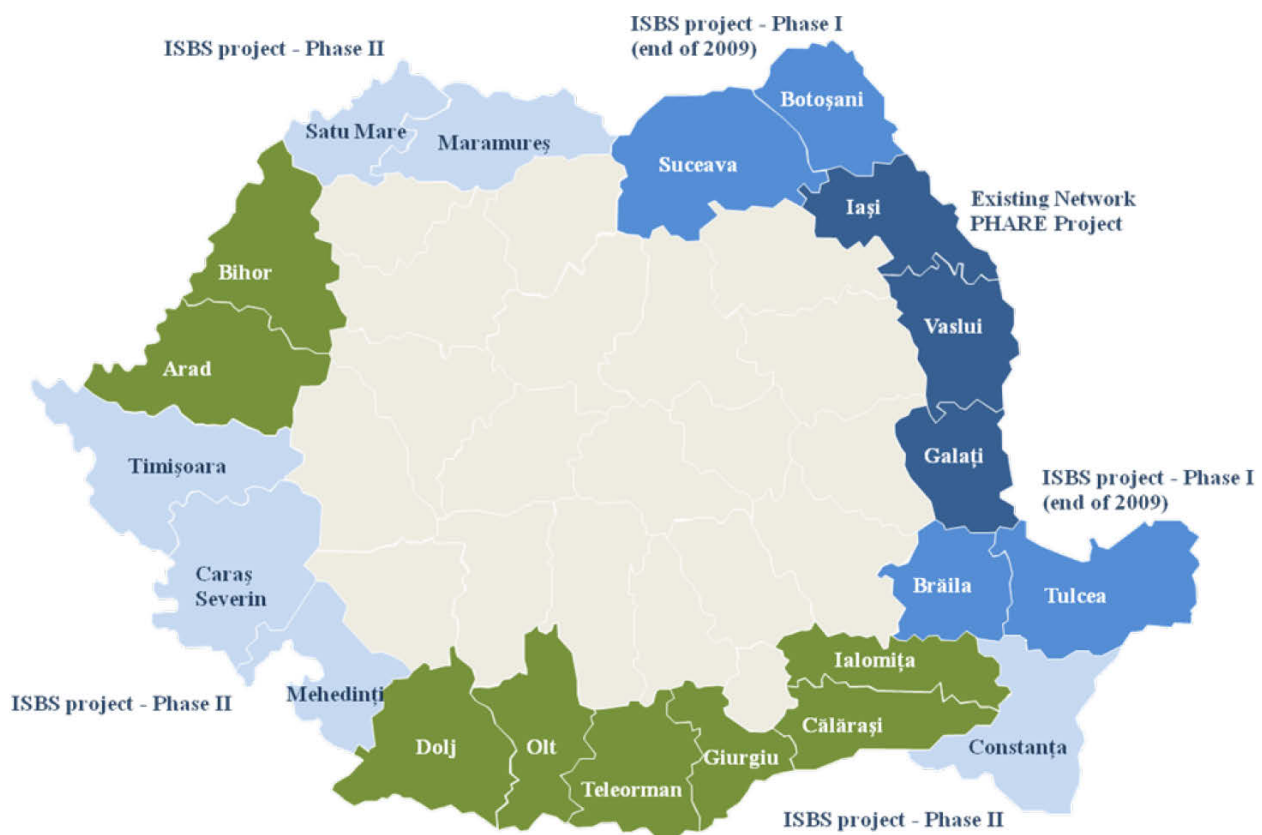 ISBS project - Phase I
(end of 2009)
ISBS project - Phase II
Botoșani
Satu Mare
Maramureș
Suceava
Iași
Existing Network
PHARE Project
Bihor
Vaslui
Arad
Galați
Timișoara
ISBS project - Phase I
(end of 2009)
Caraș
Severin
Brăila
Tulcea
Ialomița
Mehedinți
ISBS project - Phase II
Călărași
Dolj
Olt
Giurgiu
Constanța
Teleorman
ISBS project - Phase II